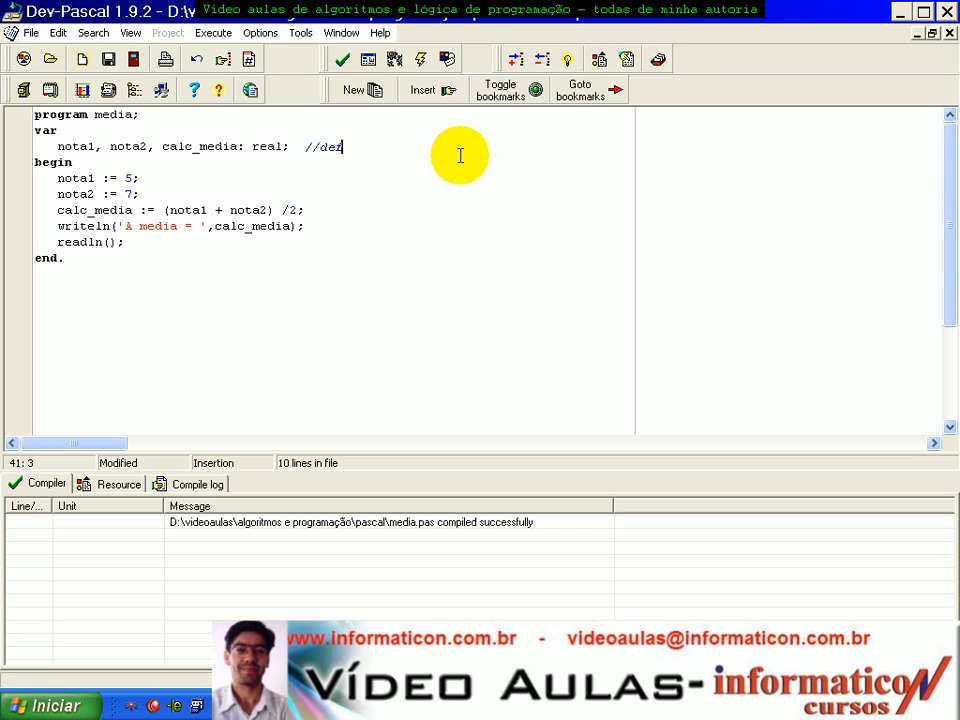 Dev-Pascal 1.9.2 - D:\v
Vídeo aulas de algoritmos e lógica de programação - todas de minha autoria
File Edit Search View Project Execute Options Tools Window Help
New Insert Toggle bookmarks Goto bookmarks
program media;
var
nota1, nota2, calc_media: real; //def
begin
nota1 := 5;
nota2 := 7;
calc_media := (nota1 + nota2) /2;
writeln('A media = ',calc_media);
readln();
end.
41: 3 Modified Insertion 10 lines in file
Compiler Resource Compile log
Line/... Unit Message
D:\videoaulas\algoritmos e programação\pascal\media.pas compiled successfully
www.informaticon.com.br - videoaulas@informaticon.com.br
Vídeo Aulas- informaticoN
cursos
Iniciar